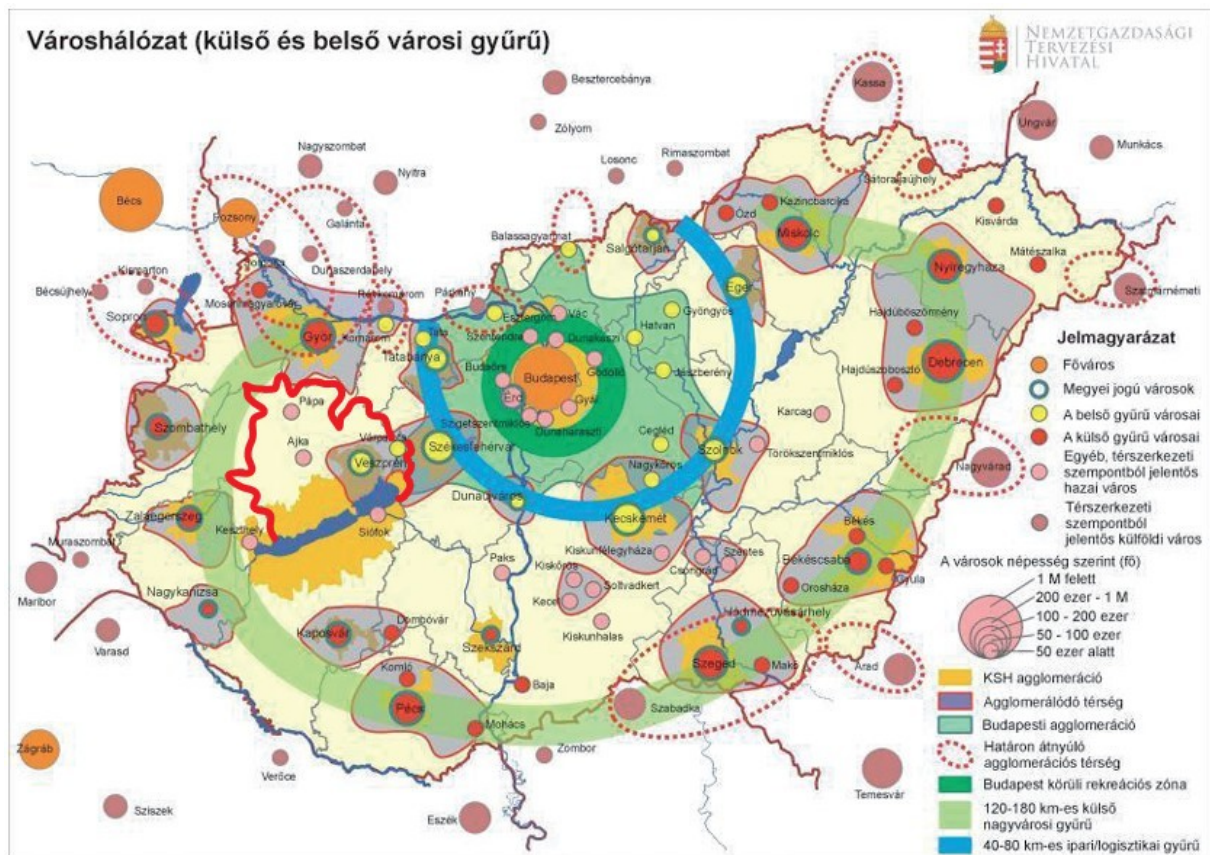 Városhálózat (külső és belső városi gyűrű)
NEMZETGAZDASÁGI
TERVEZÉSI
HIVATAL
Besztercebánya
Kassa
Zólyom
Ungvár
Munkács
Nagyszombat
Nyitra
Losonc
Rimaszombat
Sátoraljaújhely
Bécs
Pozsony
Galánta
Ózd
Kazincbarcika
Kisvárda
Balassagyarmat
Salgótarján
Miskolc
Mátészalka
Kismarton
Dunaszerdahely
Bécsújhely
Mosonmagyaróvár
Révkomárom
Párkány
Eger
Nyíregyháza
Szatmárnémeti
Sopron
Győr
Komárom
Esztergom
Vác
Gyöngyös
Hatvan
Hajdúböszörmény
Tata
Szentendre
Dunakeszi
Tatabánya
Budaörs
Gödöllő
Jászberény
Debrecen
Budapest
Hajdúszoboszló
Pápa
Érd
Gyál
Karcag
Szombathely
Ajka
Várpalota
Szigetszentmiklós
Dunaharaszti
Székesfehérvár
Cegléd
Szolnok
Törökszentmiklós
Nagyvárad
Veszprém
Nagykőrös
Dunaújváros
Zalaegerszeg
Keszthely
Siófok
Kecskemét
Békés
Muraszombat
Paks
Kiskunfélegyháza
Szentes
Csongrád
Békéscsaba
Maribor
Kiskőrös
Soltvadkert
Gyula
Nagykanizsa
Kecel
Orosháza
Kaposvár
Dombóvár
Kiskunhalas
Hódmezővásárhely
Varasd
Szekszárd
Komló
Szeged
Makó
Arad
Baja
Pécs
Szabadka
Mohács
Zágráb
Zombor
Verőce
Temesvár
Sziszek
Eszék
Jelmagyarázat
Főváros
Megyei jogú városok
A belső gyűrű városai
A külső gyűrű városai
Egyéb, térszerkezeti
szempontból jelentős
hazai város
Térszerkezeti
szempontból
jelentős külföldi város
A városok népesség szerint (fő)
1 M felett
200 ezer - 1 M
100 - 200 ezer
50 - 100 ezer
50 ezer alatt
KSH agglomeráció
Agglomerálódó térség
Budapesti agglomeráció
Határon átnyúló
agglomerációs térség
Budapest körüli rekreációs zóna
120-180 km-es külső
nagyvárosi gyűrű
40-80 km-es ipari/logisztikai gyűrű